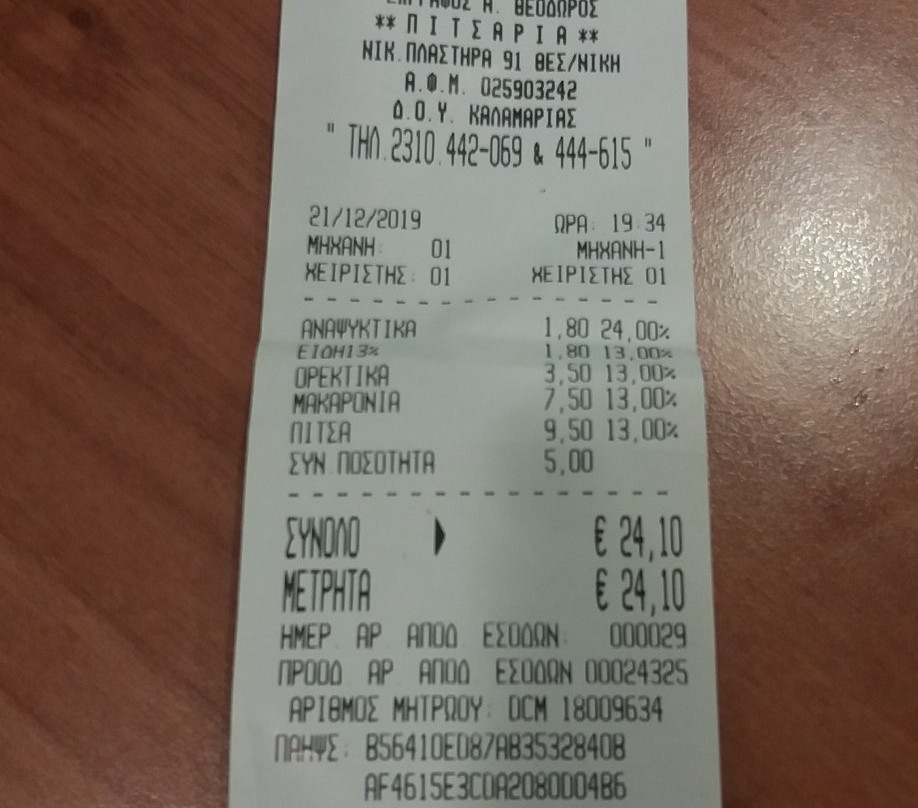 Α. ΘΕΟΔΩΡΟΣ
** Π Ι Τ Σ Α Ρ Ι Α **
ΝΙΚ.ΠΛΑΣΤΗΡΑ 91 ΘΕΣ/ΝΙΚΗ
Α.Φ.Μ. 025903242
Δ.Ο.Υ. ΚΑΛΑΜΑΡΙΑΣ
" ΤΗΛ.2310.442-069 & 444-615 "
21/12/2019 ΩΡΑ: 19:34
ΜΗΧΑΝΗ: 01 ΜΗΧΑΝΗ-1
ΧΕΙΡΙΣΤΗΣ: 01 ΧΕΙΡΙΣΤΗΣ 01
ΑΝΑΨΥΚΤΙΚΑ 1,80 24,00%
ΕΙΔΗ13% 1,80 13,00%
ΟΡΕΚΤΙΚΑ 3,50 13,00%
ΜΑΚΑΡΟΝΙΑ 7,50 13,00%
ΠΙΤΣΑ 9,50 13,00%
ΣΥΝ ΠΟΣΟΤΗΤΑ 5,00
ΣΥΝΟΛΟ € 24,10
ΜΕΤΡΗΤΑ € 24,10
ΗΜΕΡ. ΑΡ. ΑΠΟΔ. ΕΣΟΔΩΝ: 000029
ΠΡΟΟΔ. ΑΡ. ΑΠΟΔ. ΕΣΟΔΩΝ 00024325
ΑΡΙΘΜΟΣ ΜΗΤΡΩΟΥ: DCM 18009634
ΠΑΗΨΣ: B56410ED87AB3532840B
AF4615E3CDA2080DD4B6